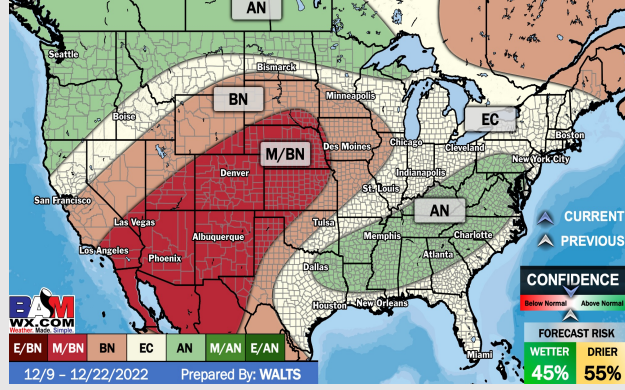 AN
Seattle
Bismarck
BN
Minneapolis
Boise
EC
Boston
Chicago
Cleveland
Des Moines
M/BN
New York City
Denver
Indianapolis
St. Louis
San Francisco
AN
CURRENT
Las Vegas
Tulsa
Memphis
Charlotte
PREVIOUS
Los Angeles
Albuquerque
Phoenix
Atlanta
Dallas
CONFIDENCE
Below Normal
Above Normal
Houston
New Orleans
BAM
WX.COM
Weather. Made. Simple.
FORECAST RISK
E/BN M/BN BN EC AN M/AN E/AN
Miami
WETTER DRIER
45% 55%
12/9 – 12/22/2022 Prepared By: WALTS